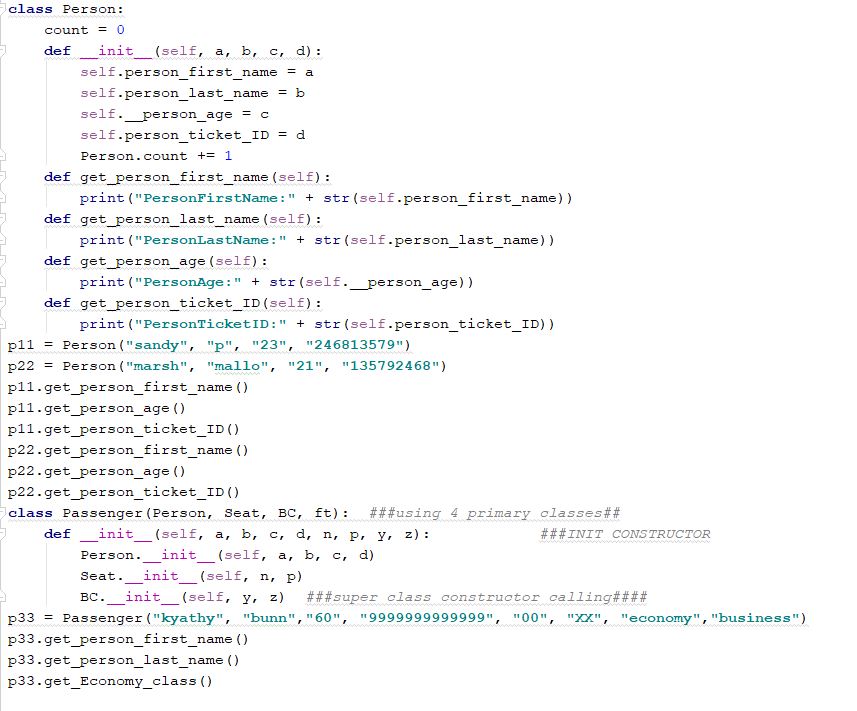 class Person:
    count = 0
    def __init__(self, a, b, c, d):
        self.person_first_name = a
        self.person_last_name = b
        self.__person_age = c
        self.person_ticket_ID = d
        Person.count += 1
    def get_person_first_name(self):
        print("PersonFirstName:" + str(self.person_first_name))
    def get_person_last_name(self):
        print("PersonLastName:" + str(self.person_last_name))
    def get_person_age(self):
        print("PersonAge:" + str(self.__person_age))
    def get_person_ticket_ID(self):
        print("PersonTicketID:" + str(self.person_ticket_ID))
p11 = Person("sandy", "p", "23", "246813579")
p22 = Person("marsh", "mallo", "21", "135792468")
p11.get_person_first_name()
p11.get_person_age()
p11.get_person_ticket_ID()
p22.get_person_first_name()
p22.get_person_age()
p22.get_person_ticket_ID()
class Passenger(Person, Seat, BC, ft):  ###using 4 primary classes##
    def __init__(self, a, b, c, d, n, p, y, z):            ###INIT CONSTRUCTOR
        Person.__init__(self, a, b, c, d)
        Seat.__init__(self, n, p)
        BC.__init__(self, y, z)  ###super class constructor calling####
p33 = Passenger("kyathy", "bunn","60", "9999999999999", "00", "XX", "economy","business")
p33.get_person_first_name()
p33.get_person_last_name()
p33.get_Economy_class()